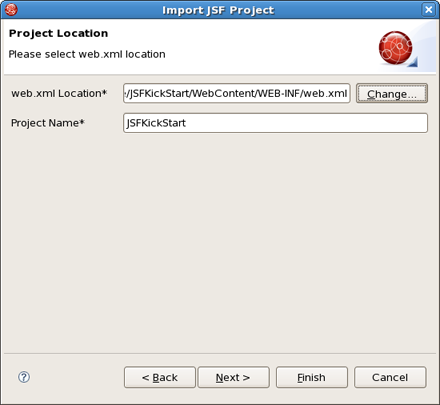 Import JSF Project
Project Location
Please select web.xml location
web.xml Location* /JSFKickStart/WebContent/WEB-INF/web.xml Change...
Project Name* JSFKickStart
? < Back Next > Finish Cancel